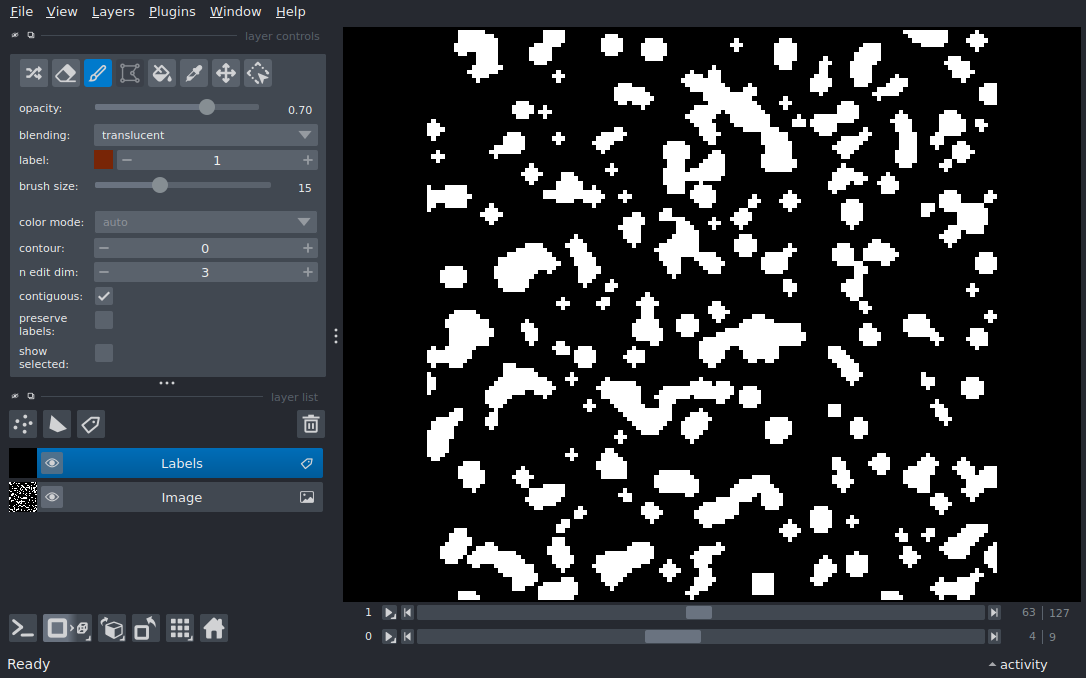 File View Layers Plugins Window Help
layer controls
opacity: 0.70
blending: translucent
label: 1
brush size: 15
color mode: auto
contour: 0
n edit dim: 3
contiguous:
preserve
labels:
show
selected:
layer list
Labels
Image
1 63 127
0 4 9
Ready activity